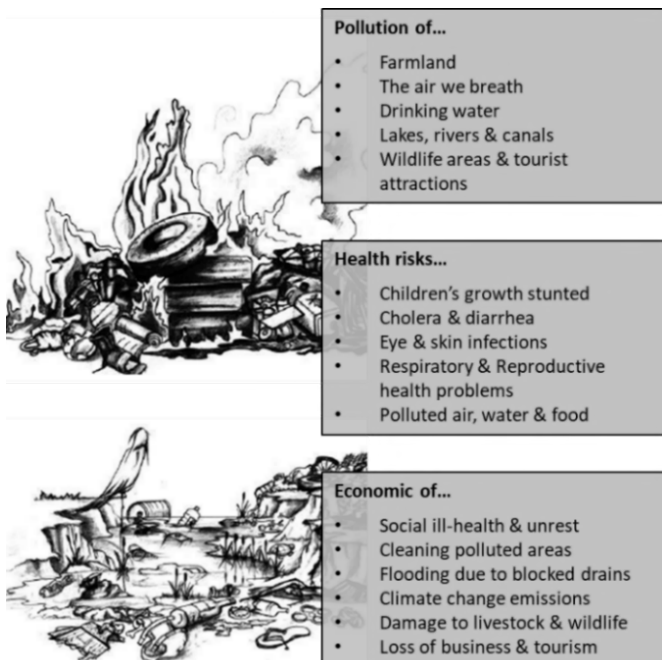 Pollution of...
• Farmland
• The air we breath
• Drinking water
• Lakes, rivers & canals
• Wildlife areas & tourist
attractions
Health risks...
• Children's growth stunted
• Cholera & diarrhea
• Eye & skin infections
• Respiratory & Reproductive
health problems
• Polluted air, water & food
Economic of...
• Social ill-health & unrest
• Cleaning polluted areas
• Flooding due to blocked drains
• Climate change emissions
• Damage to livestock & wildlife
• Loss of business & tourism